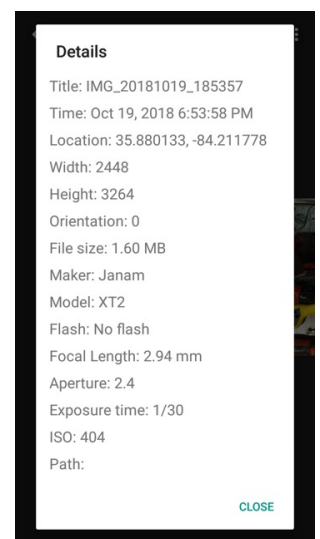 Details
Title: IMG_20181019_185357
Time: Oct 19, 2018 6:53:58 PM
Location: 35.880133, -84.211778
Width: 2448
Height: 3264
Orientation: 0
File size: 1.60 MB
Maker: Janam
Model: XT2
Flash: No flash
Focal Length: 2.94 mm
Aperture: 2.4
Exposure time: 1/30
ISO: 404
Path:
CLOSE